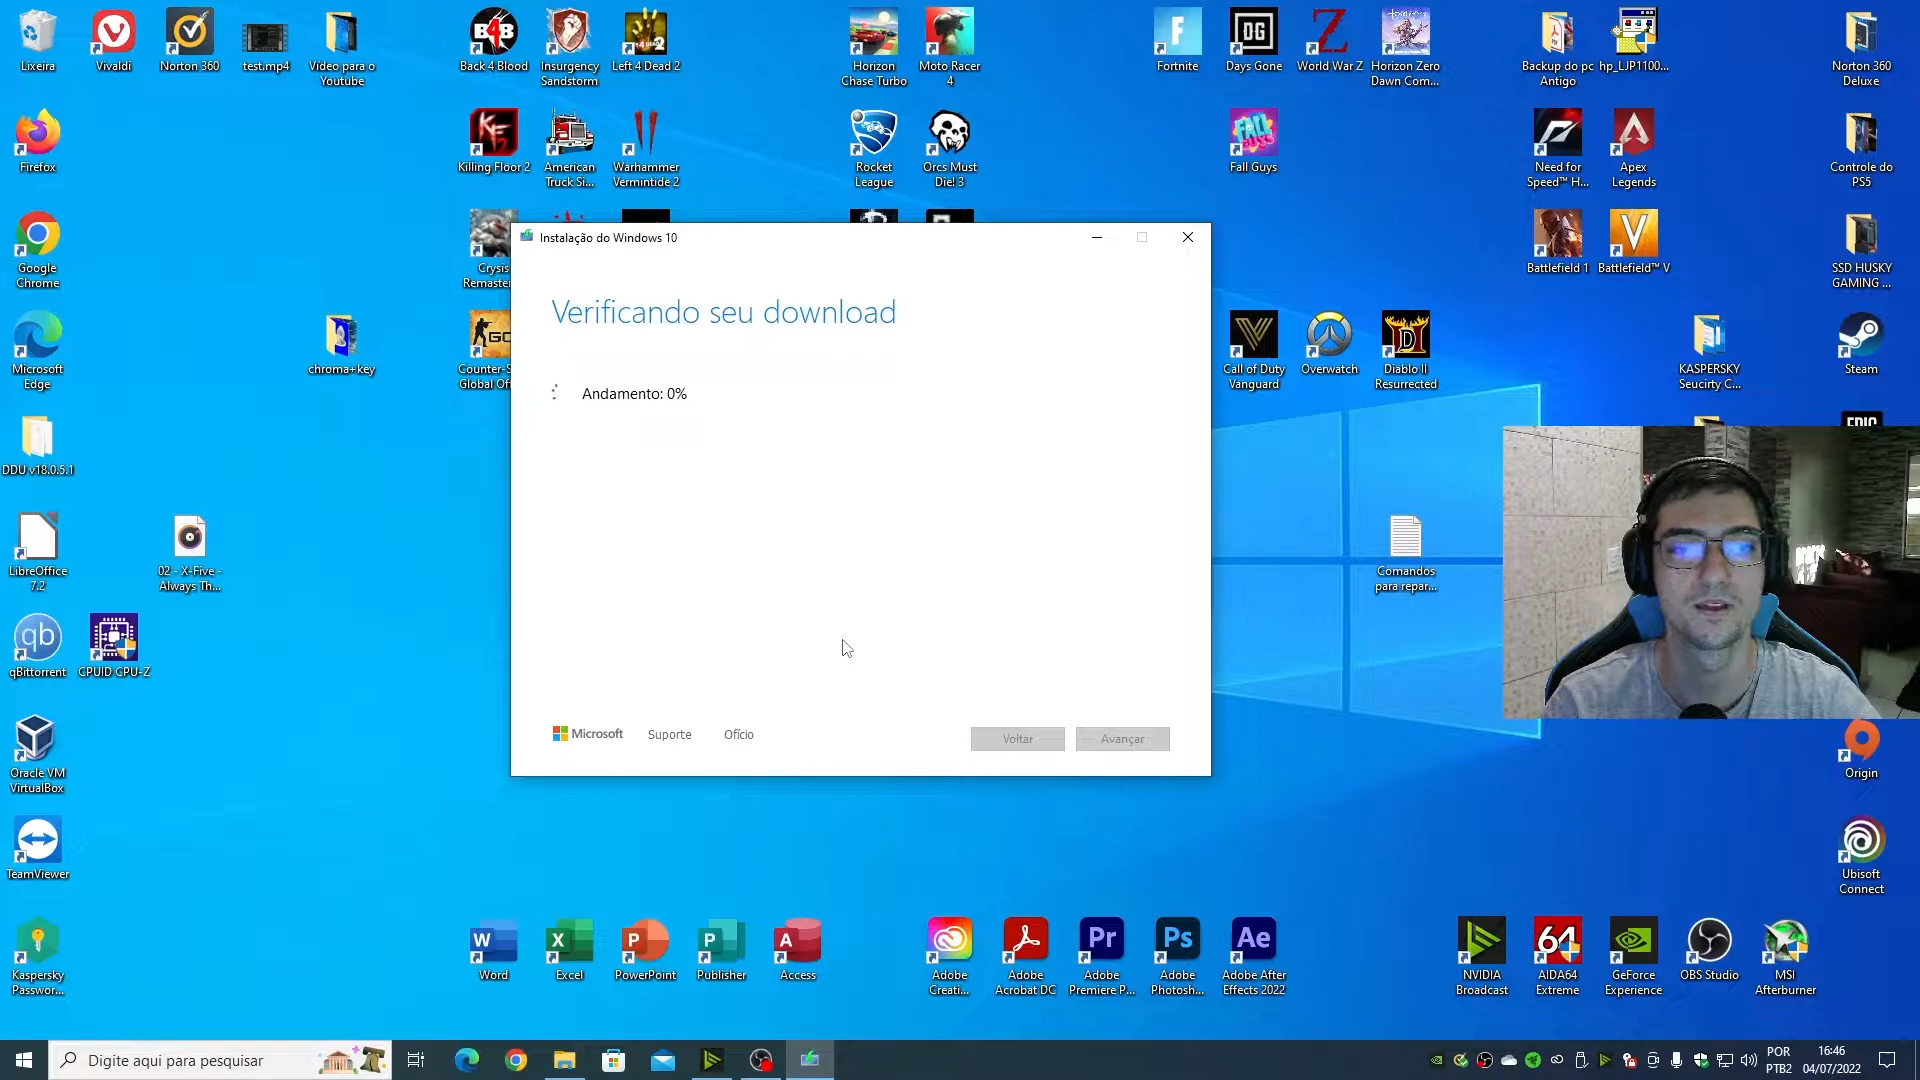 Lixeira
Vivaldi
Norton 360
test.mp4
Vídeo para o
Youtube
Back 4 Blood
Insurgency
Sandstorm
Left 4 Dead 2
Horizon
Chase Turbo
Moto Racer
4
Fortnite
Days Gone
World War Z
Horizon Zero
Dawn Com...
Backup do pc
Antigo
hp_LJP1100...
Norton 360
Deluxe
Firefox
Killing Floor 2
American
Truck Si...
Warhammer
Vermintide 2
Rocket
League
Orcs Must
Die! 3
Fall Guys
Need for
Speed™ H...
Apex
Legends
Controle do
PS5
Google
Chrome
Crysis
Remaster
Battlefield 1
Battlefield™ V
SSD HUSKY
GAMING ...
Instalação do Windows 10
Verificando seu download
Andamento: 0%
Microsoft
Suporte
Ofício
Voltar
Avançar
Microsoft
Edge
chroma+key
Counter-S
Global Of
Call of Duty
Vanguard
Overwatch
Diablo II
Resurrected
KASPERSKY
Seucirty C...
Steam
DDU v18.0.5.1
EPIC
LibreOffice
7.2
02 - X-Five -
Always Th...
Comandos
para repar...
qBittorrent
CPUID CPU-Z
Oracle VM
VirtualBox
Origin
TeamViewer
Ubisoft
Connect
Kaspersky
Passwor...
Word
Excel
PowerPoint
Publisher
Access
Adobe
Creati...
Adobe
Acrobat DC
Adobe
Premiere P...
Adobe
Photosh...
Adobe After
Effects 2022
NVIDIA
Broadcast
AIDA64
Extreme
GeForce
Experience
OBS Studio
MSI
Afterburner
Digite aqui para pesquisar
POR
PTB2
16:46
04/07/2022